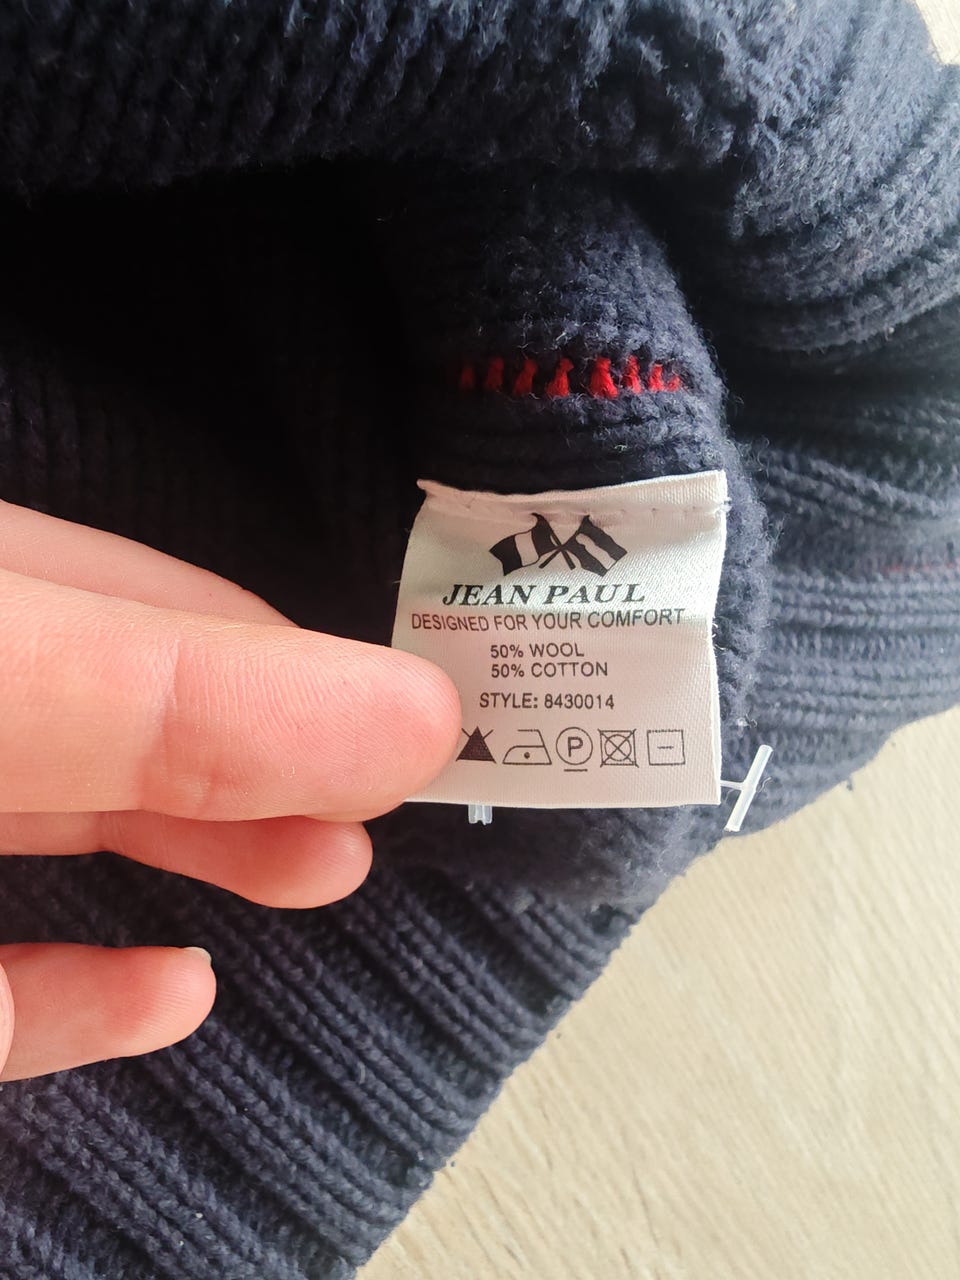 JEAN PAUL
DESIGNED FOR YOUR COMFORT
50% WOOL
50% COTTON
STYLE: 8430014
P